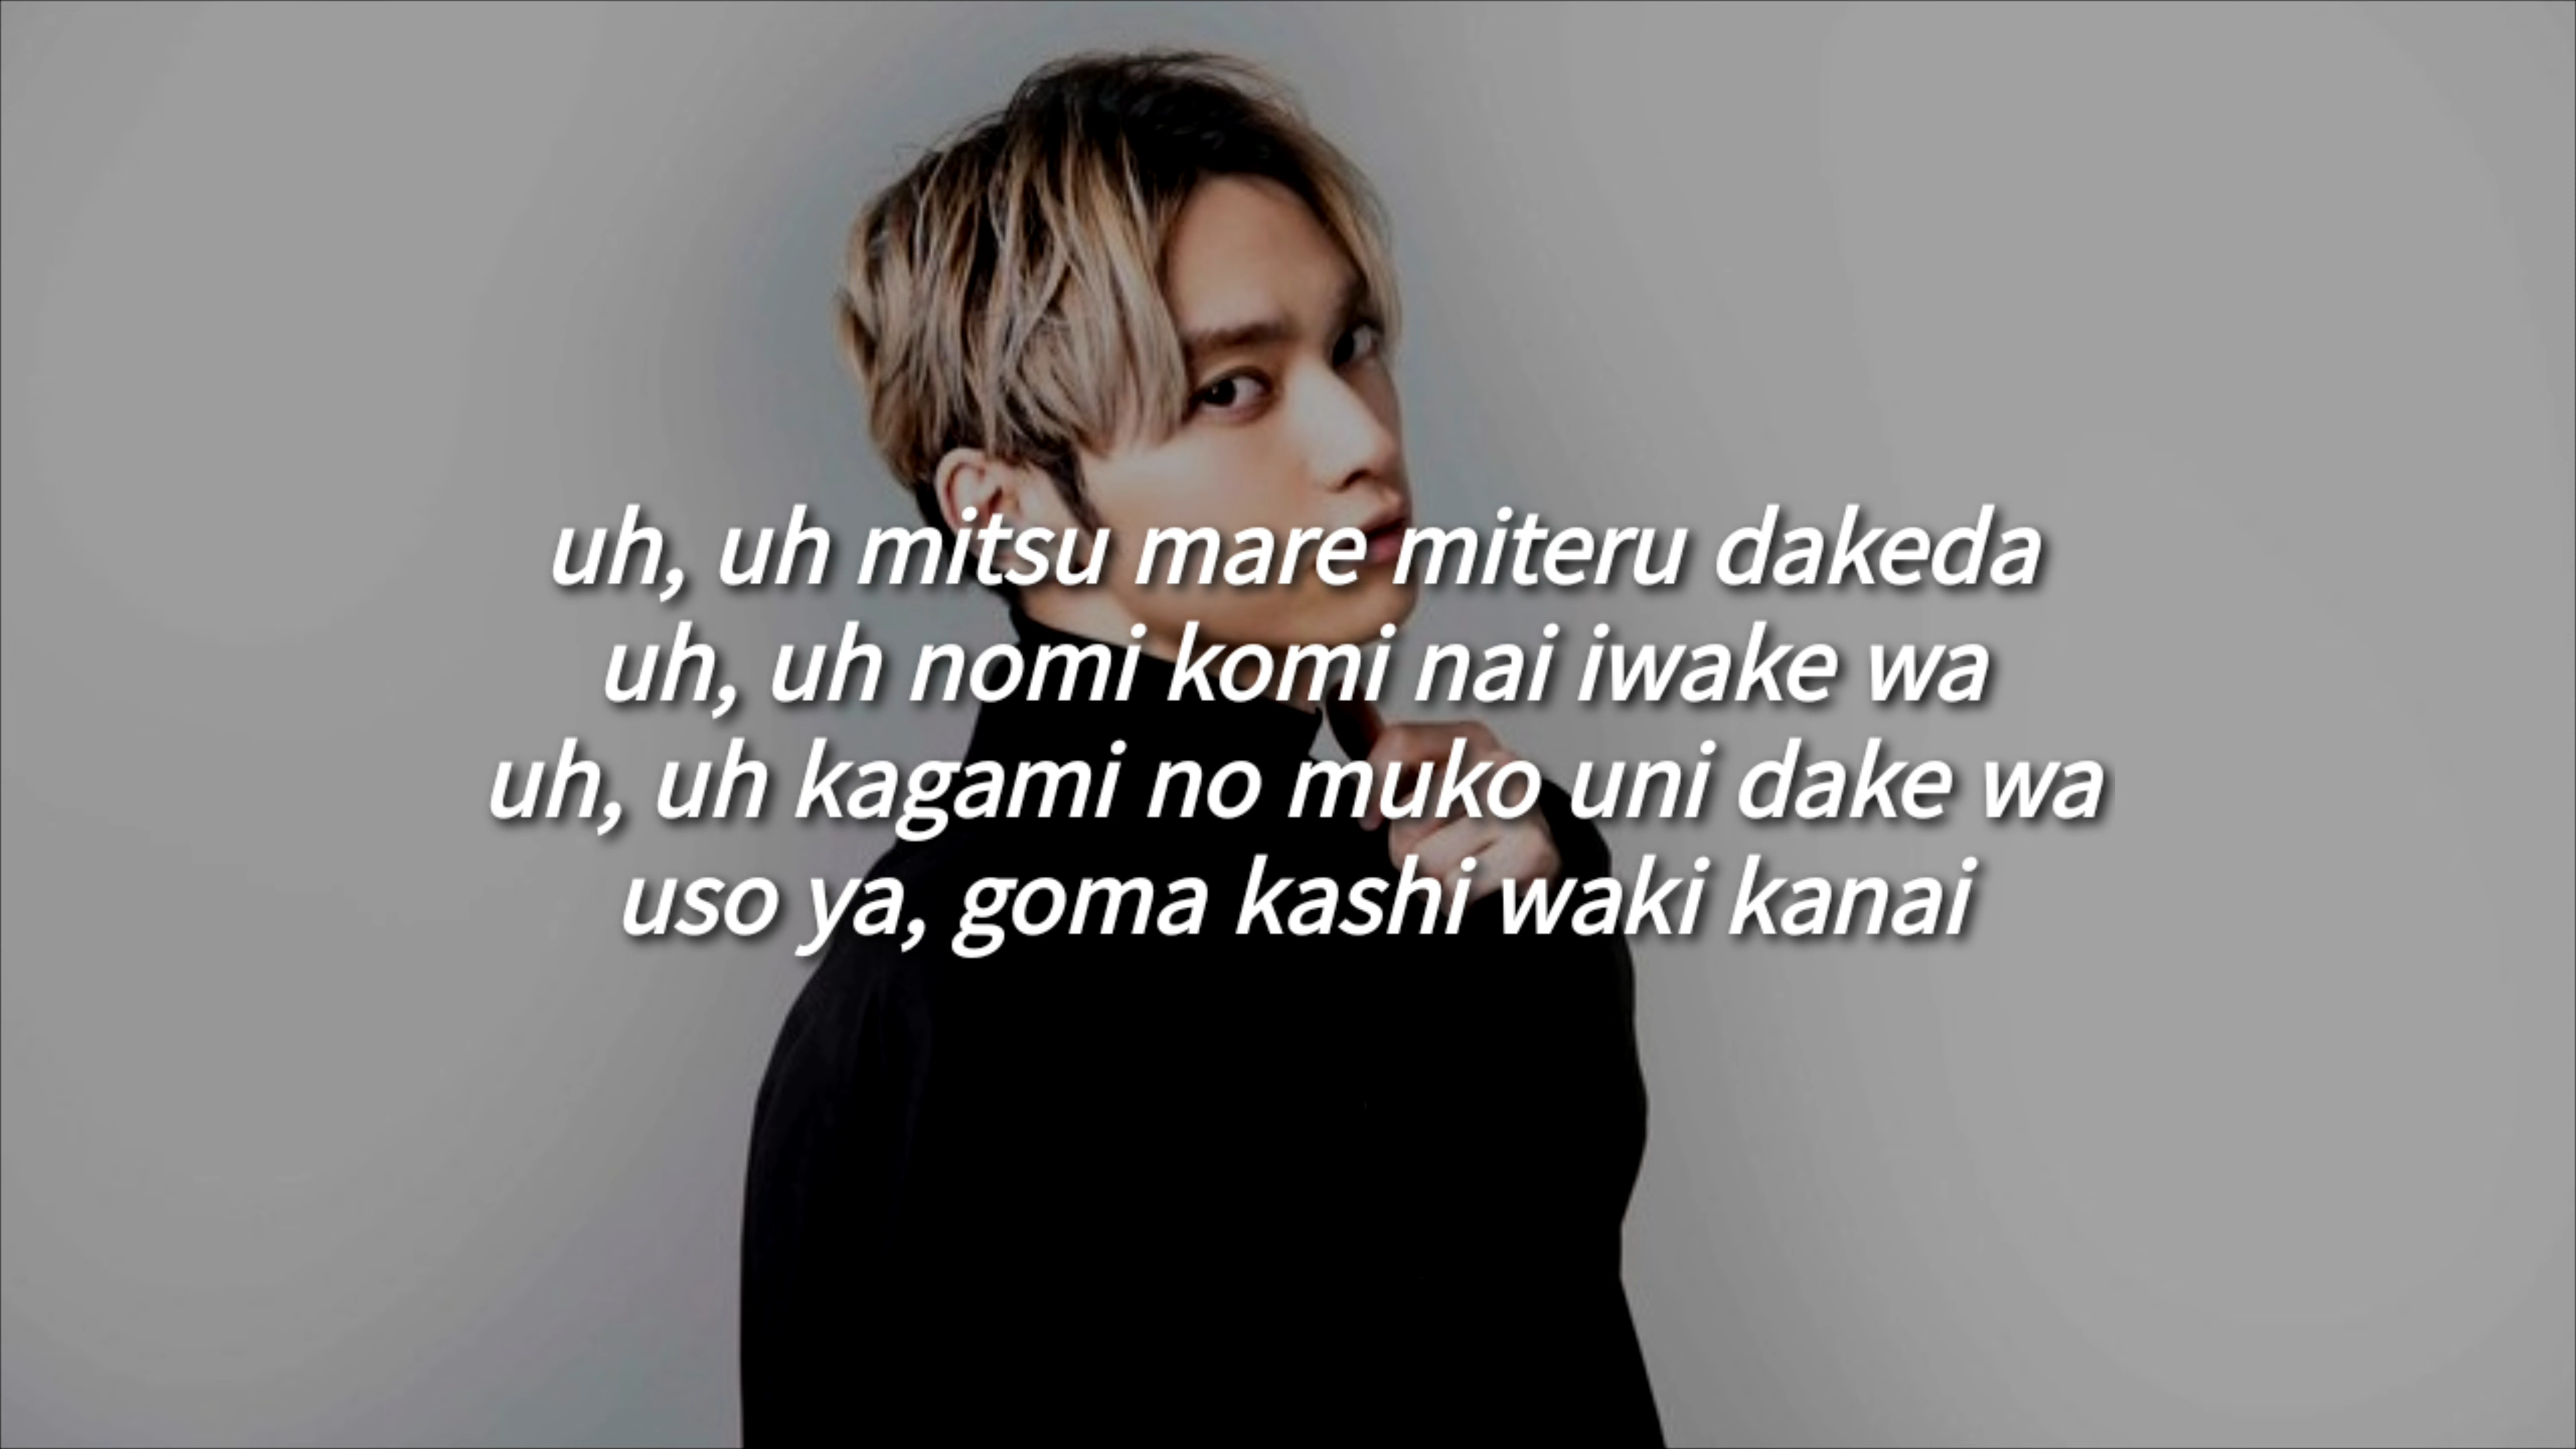 uh, uh mitsu mare miteru dakeda
uh, uh nomi komi nai iwake wa
uh, uh kagami no muko uni dake wa
uso ya, goma kashi waki kanai